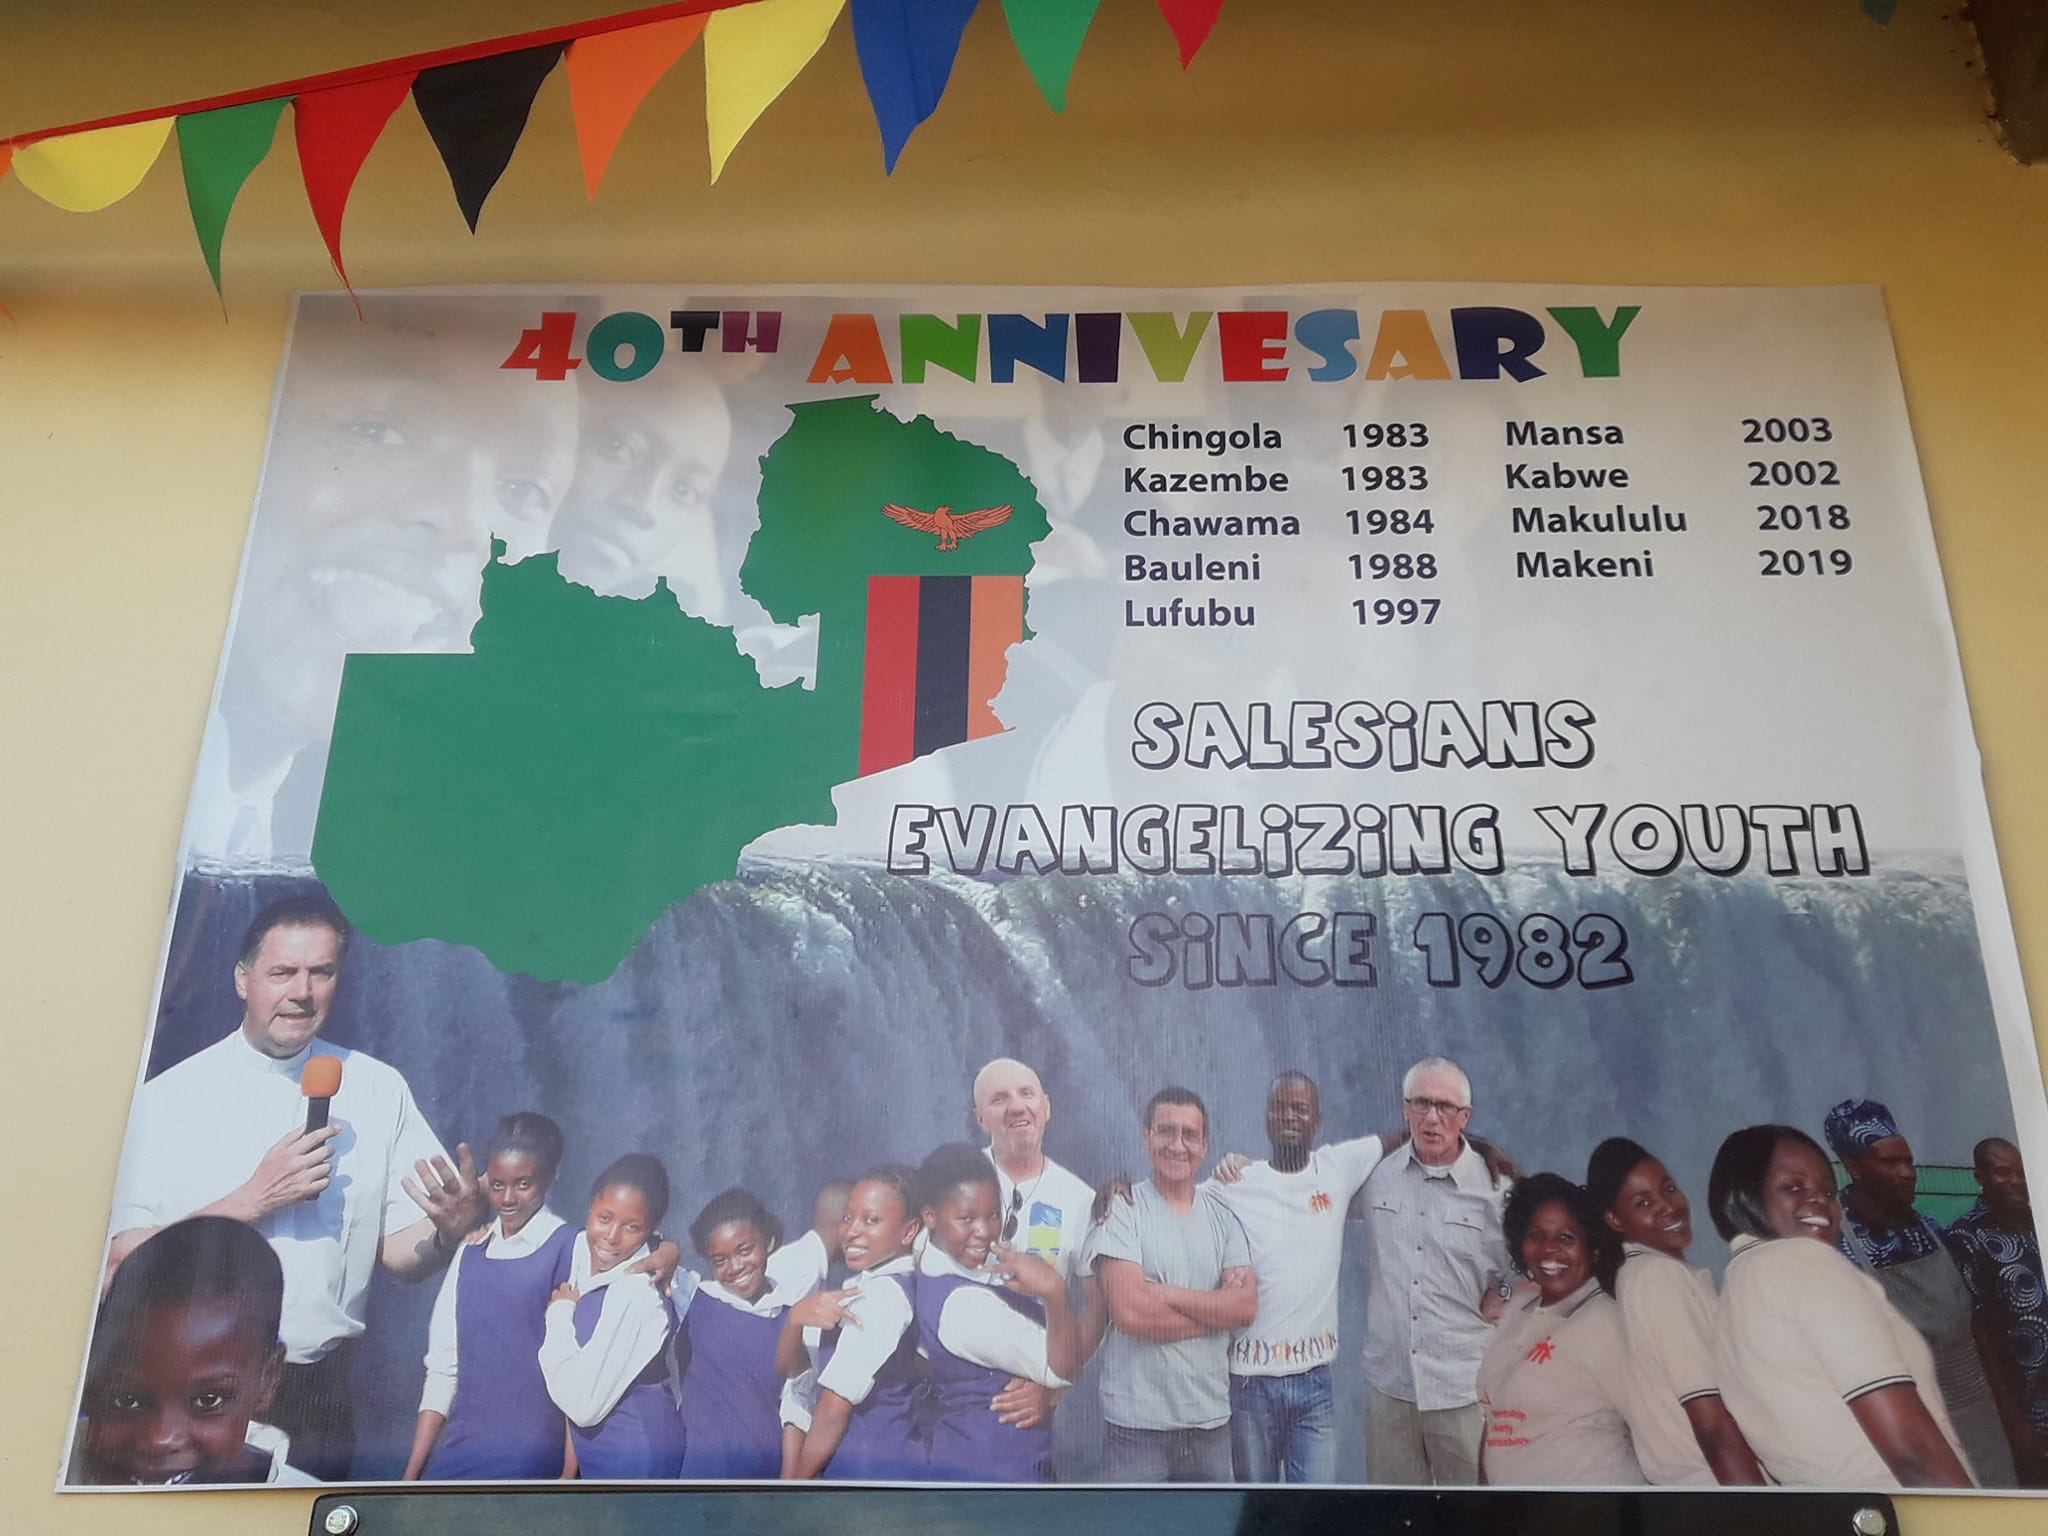 40TH ANNIVESARY
Chingola 1983 Mansa 2003
Kazembe 1983 Kabwe 2002
Chawama 1984 Makululu 2018
Bauleni 1988 Makeni 2019
Lufubu 1997
SALESiANS
EVANGELiZiNG YOUTH
SiNCE 1982